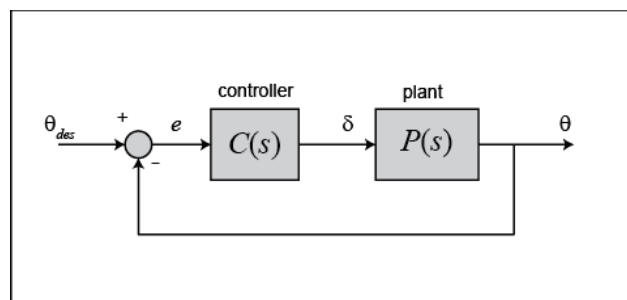 controller
plant
θdes
+
e
C(s)
δ
P(s)
θ
−